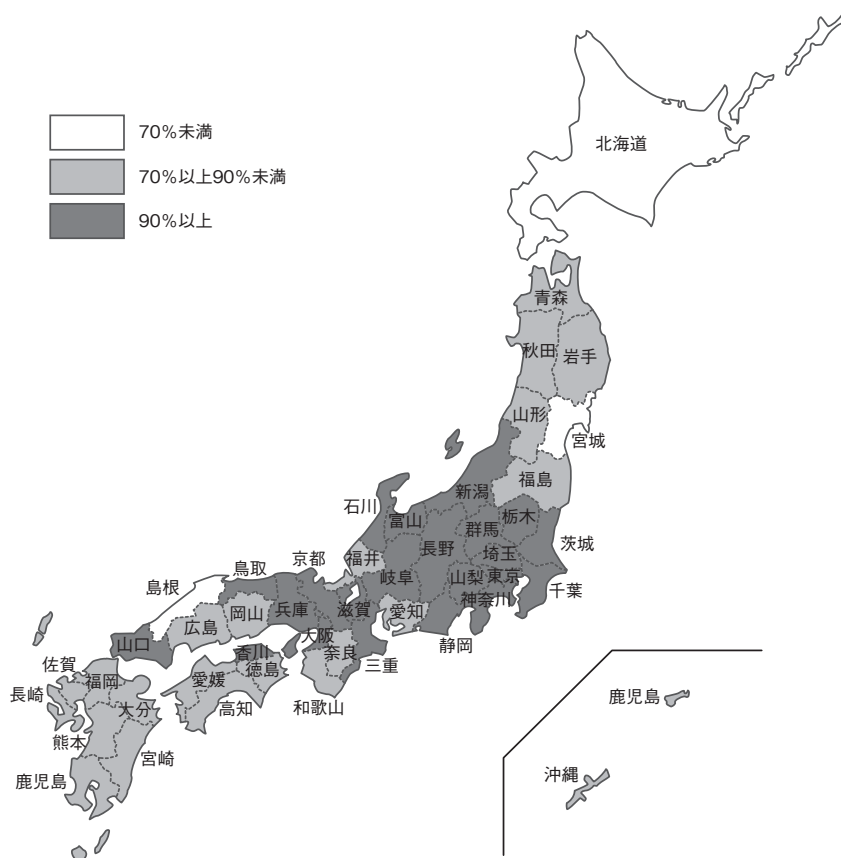 70%未満
70%以上90%未満
90%以上
北海道
青森
秋田
岩手
山形
宮城
福島
新潟
石川
富山
栃木
群馬
長野
埼玉
茨城
京都
福井
鳥取
岐阜
山梨
東京
千葉
島根
神奈川
岡山
兵庫
滋賀
愛知
広島
静岡
山口
大阪
香川
奈良
三重
佐賀
徳島
福岡
愛媛
長崎
大分
高知
和歌山
熊本
宮崎
鹿児島
鹿児島
沖縄